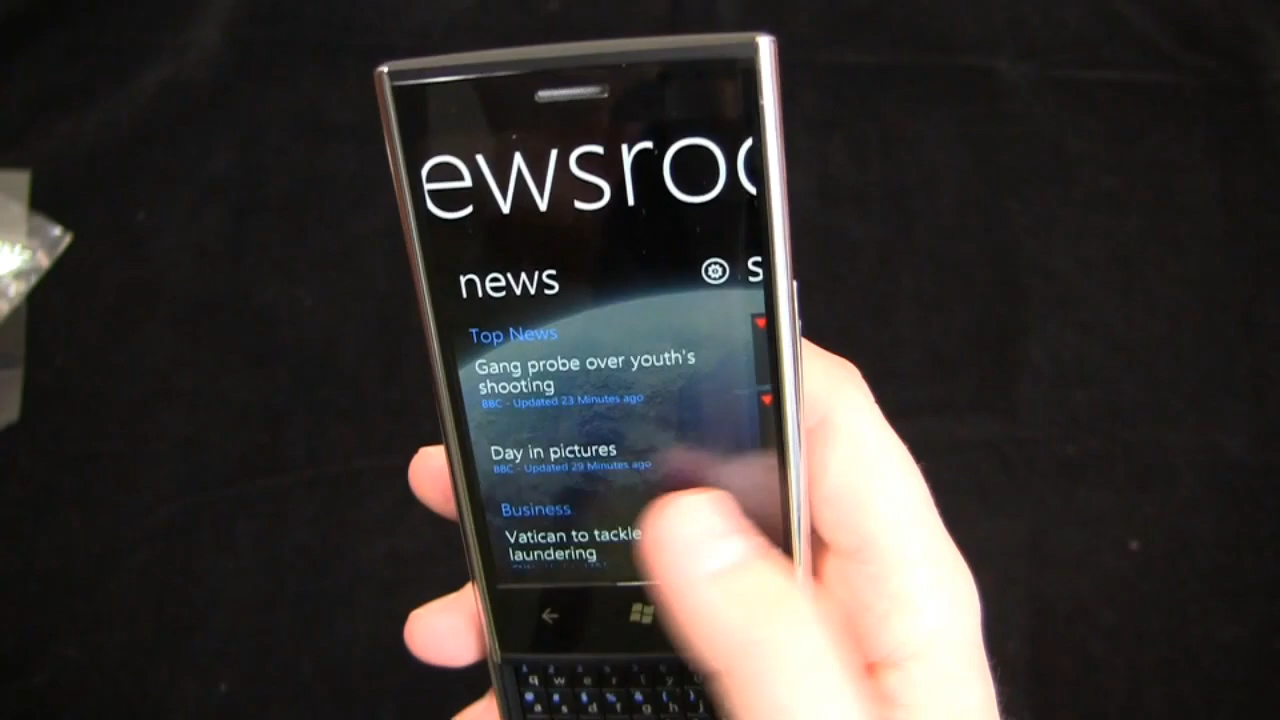 ewsroo
news
s
Top News
Gang probe over youth's
shooting
BBC - Updated 23 Minutes ago
Day in pictures
BBC - Updated 29 Minutes ago
Business
Vatican to tackle
laundering
q w e r t y
a s d f g h